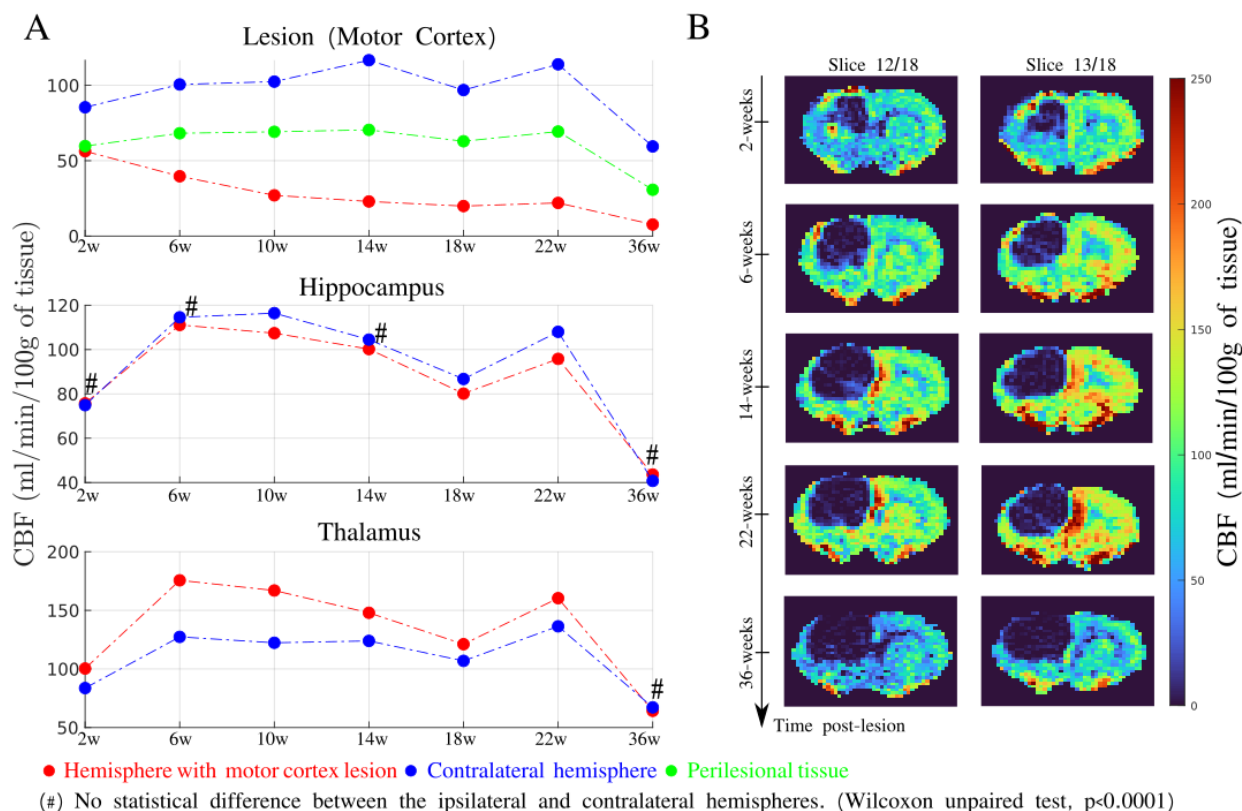 A
Lesion (Motor Cortex)
100
50
0
2w 6w 10w 14w 18w 22w 36w
Hippocampus
120
100
80
60
40
# # # #
2w 6w 10w 14w 18w 22w 36w
Thalamus
200
150
100
50
#
2w 6w 10w 14w 18w 22w 36w
CBF (ml/min/100g of tissue)
B
Slice 12/18 Slice 13/18
2-weeks
6-weeks
14-weeks
22-weeks
36-weeks
Time post-lesion
250
200
150
100
50
0
CBF (ml/min/100g of tissue)
Hemisphere with motor cortex lesion Contralateral hemisphere Perilesional tissue
(#) No statistical difference between the ipsilateral and contralateral hemispheres. (Wilcoxon unpaired test, p<0.0001)